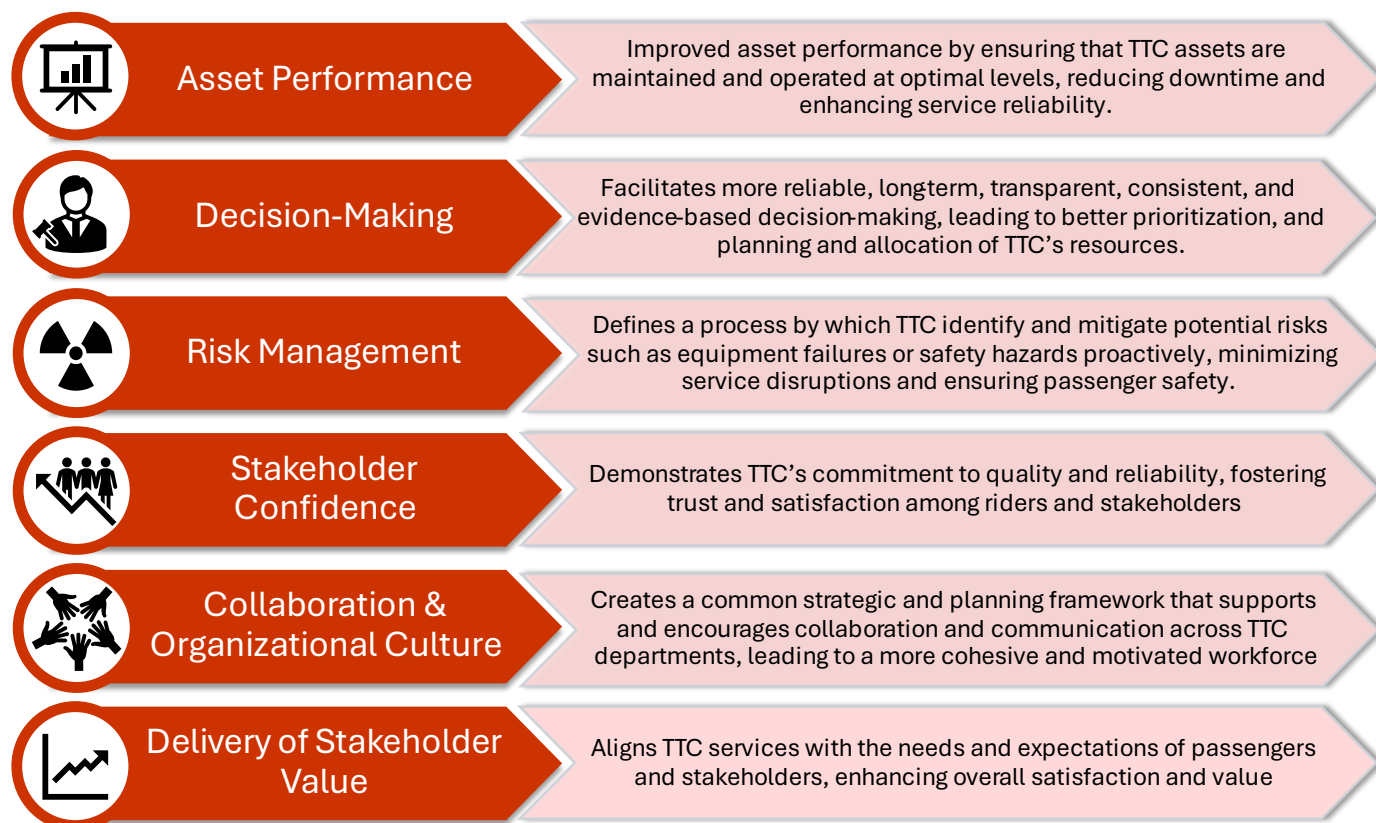 Asset Performance
Improved asset performance by ensuring that TTC assets are
maintained and operated at optimal levels, reducing downtime and
enhancing service reliability.
Decision-Making
Facilitates more reliable, longterm, transparent, consistent, and
evidence-based decision-making, leading to better prioritization, and
planning and allocation of TTC’s resources.
Risk Management
Defines a process by which TTC identify and mitigate potential risks
such as equipment failures or safety hazards proactively, minimizing
service disruptions and ensuring passenger safety.
Stakeholder
Confidence
Demonstrates TTC’s commitment to quality and reliability, fostering
trust and satisfaction among riders and stakeholders
Collaboration &
Organizational Culture
Creates a common strategic and planning framework that supports
and encourages collaboration and communication across TTC
departments, leading to a more cohesive and motivated workforce
Delivery of Stakeholder
Value
Aligns TTC services with the needs and expectations of passengers
and stakeholders, enhancing overall satisfaction and value